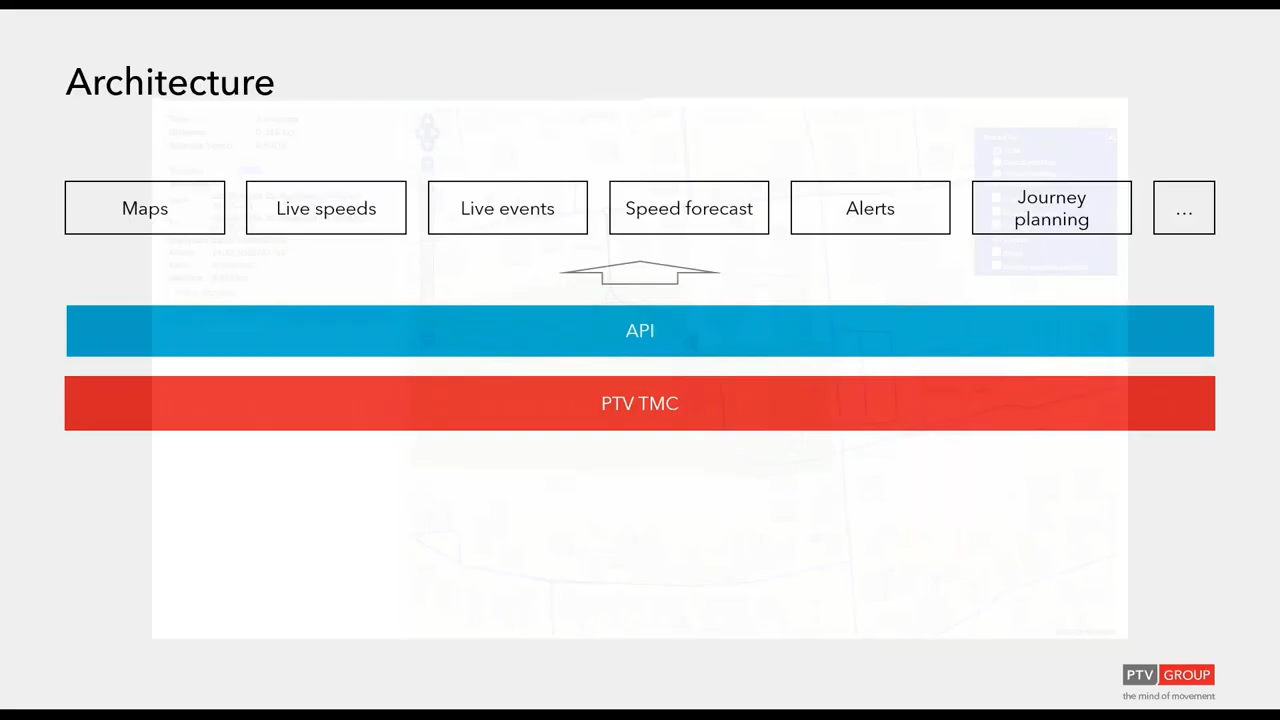 Architecture
Maps
Live speeds
Live events
Speed forecast
Alerts
Journey
planning
...
API
PTV TMC
PTV GROUP
the mind of movement